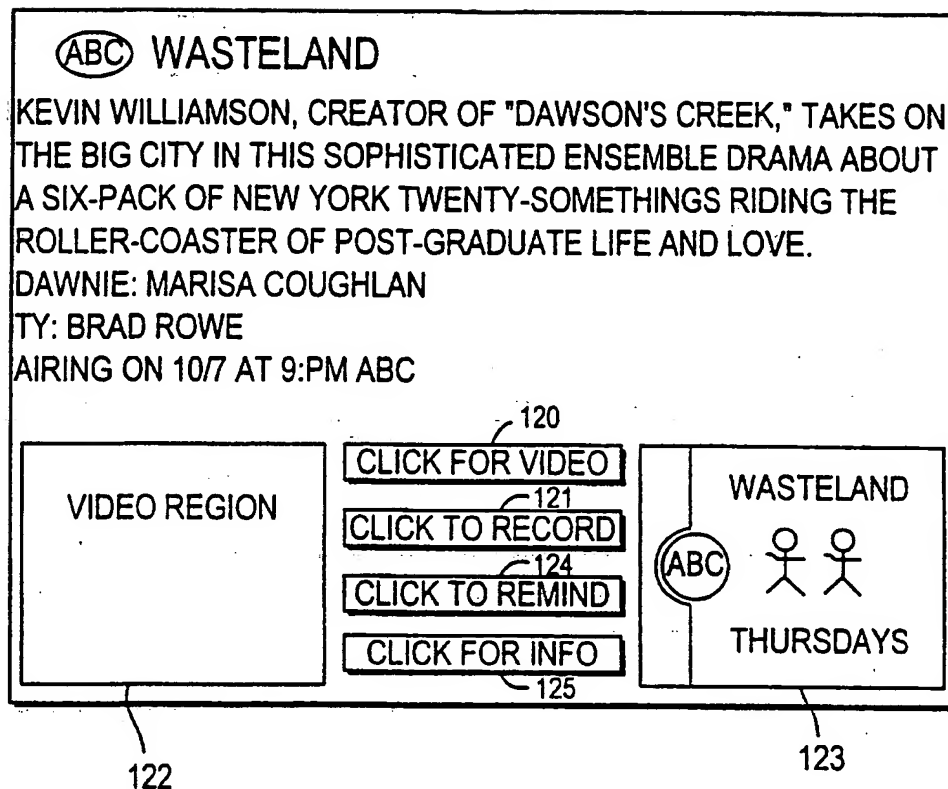 ABC WASTELAND
KEVIN WILLIAMSON, CREATOR OF "DAWSON'S CREEK," TAKES ON
THE BIG CITY IN THIS SOPHISTICATED ENSEMBLE DRAMA ABOUT
A SIX-PACK OF NEW YORK TWENTY-SOMETHINGS RIDING THE
ROLLER-COASTER OF POST-GRADUATE LIFE AND LOVE.
DAWNIE: MARISA COUGHLAN
TY: BRAD ROWE
AIRING ON 10/7 AT 9:PM ABC
VIDEO REGION
120
CLICK FOR VIDEO
121
CLICK TO RECORD
124
CLICK TO REMIND
CLICK FOR INFO
125
WASTELAND
ABC
THURSDAYS
122
123